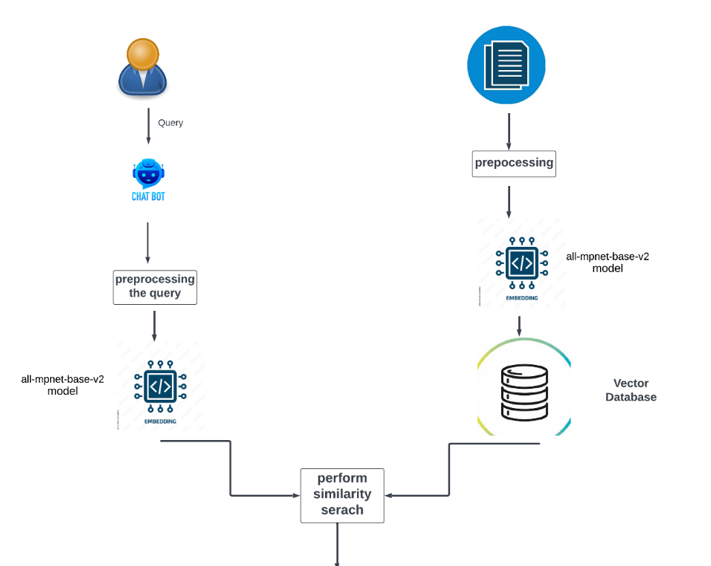 Query
CHAT BOT
prepocessing
preprocessing
the query
all-mpnet-base-v2
model
EMBEDDING
all-mpnet-base-v2
model
EMBEDDING
Vector
Database
perform
similarity
serach